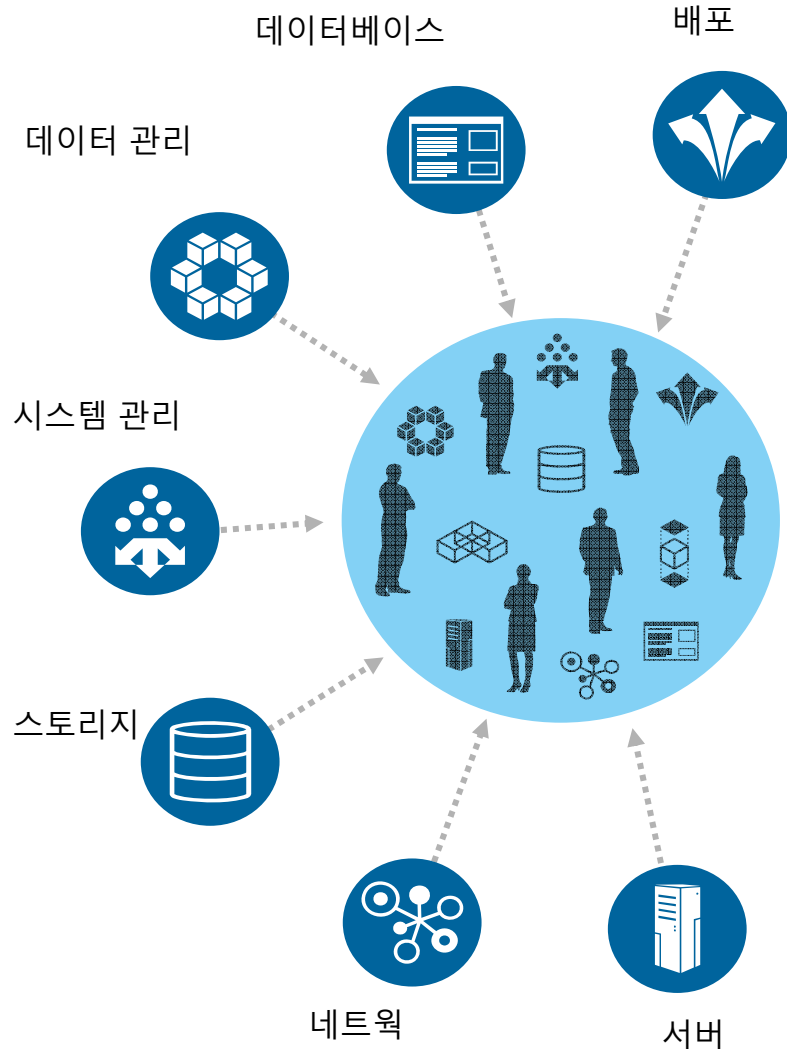 데이터베이스
배포
데이터 관리
시스템 관리
스토리지
네트웍
서버